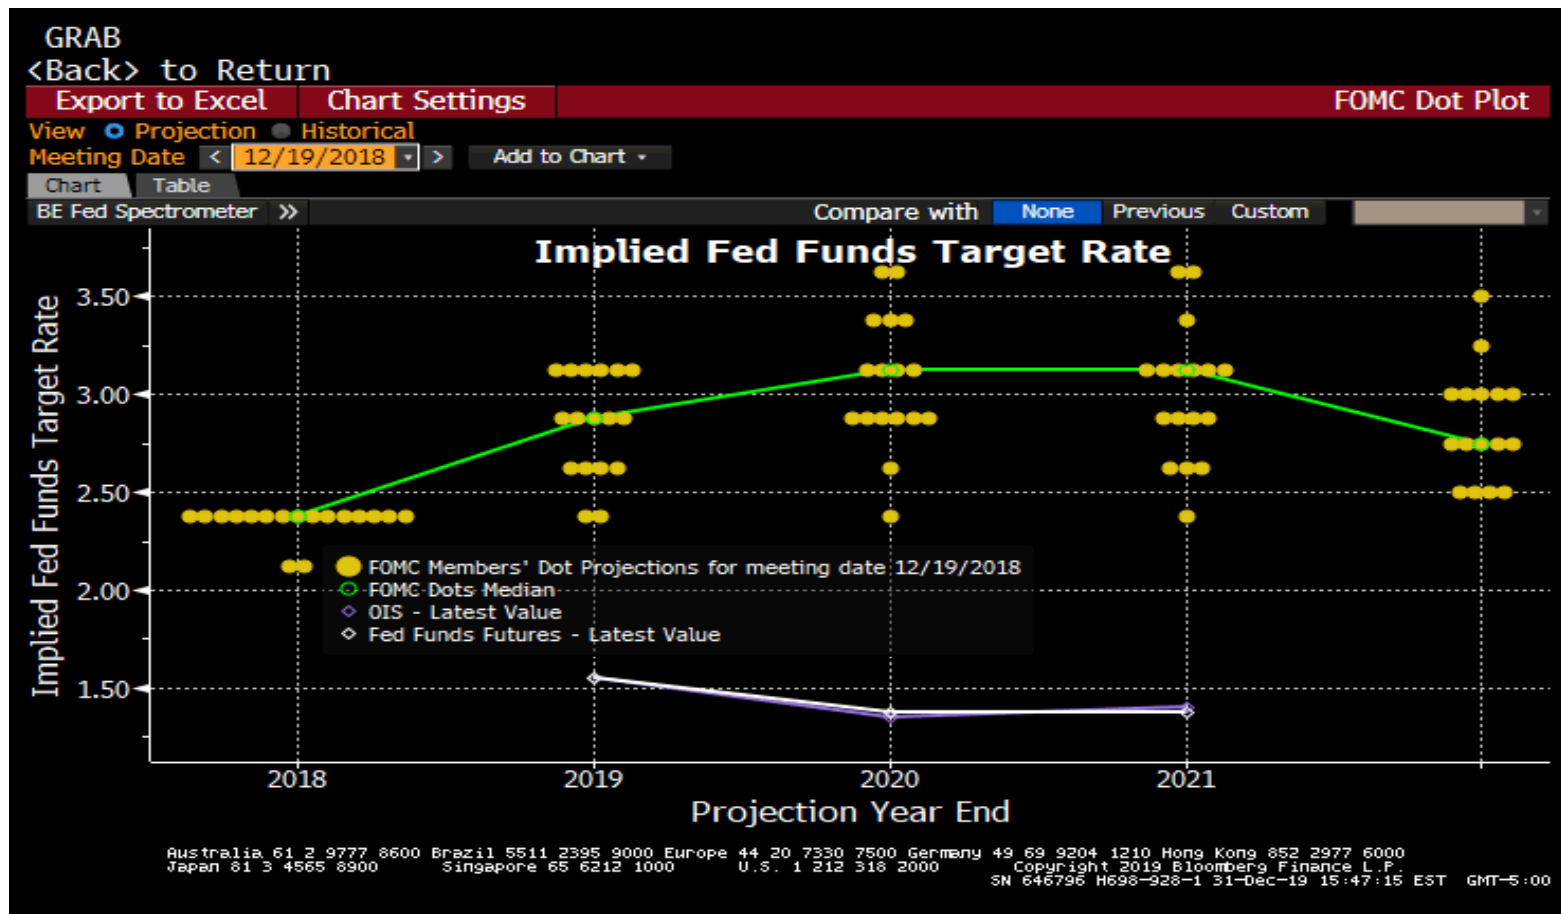 GRAB
<Back> to Return
Export to Excel Chart Settings FOMC Dot Plot
View Projection Historical
Meeting Date < 12/19/2018 > Add to Chart
Chart Table
BE Fed Spectrometer >> Compare with None Previous Custom
Implied Fed Funds Target Rate
Implied Fed Funds Target Rate
3.50
3.00
2.50
2.00
1.50
FOMC Members' Dot Projections for meeting date 12/19/2018
FOMC Dots Median
OIS - Latest Value
Fed Funds Futures - Latest Value
2018 2019 2020 2021
Projection Year End
Australia 61 2 9777 8600 Brazil 5511 2395 9000 Europe 44 20 7330 7500 Germany 49 69 9204 1210 Hong Kong 852 2977 6000
Japan 81 3 4565 8900 Singapore 65 6212 1000 U.S. 1 212 318 2000 Copyright 2019 Bloomberg Finance L.P.
SN 646796 H698-928-1 31-Dec-19 15:47:15 EST GMT-5:00